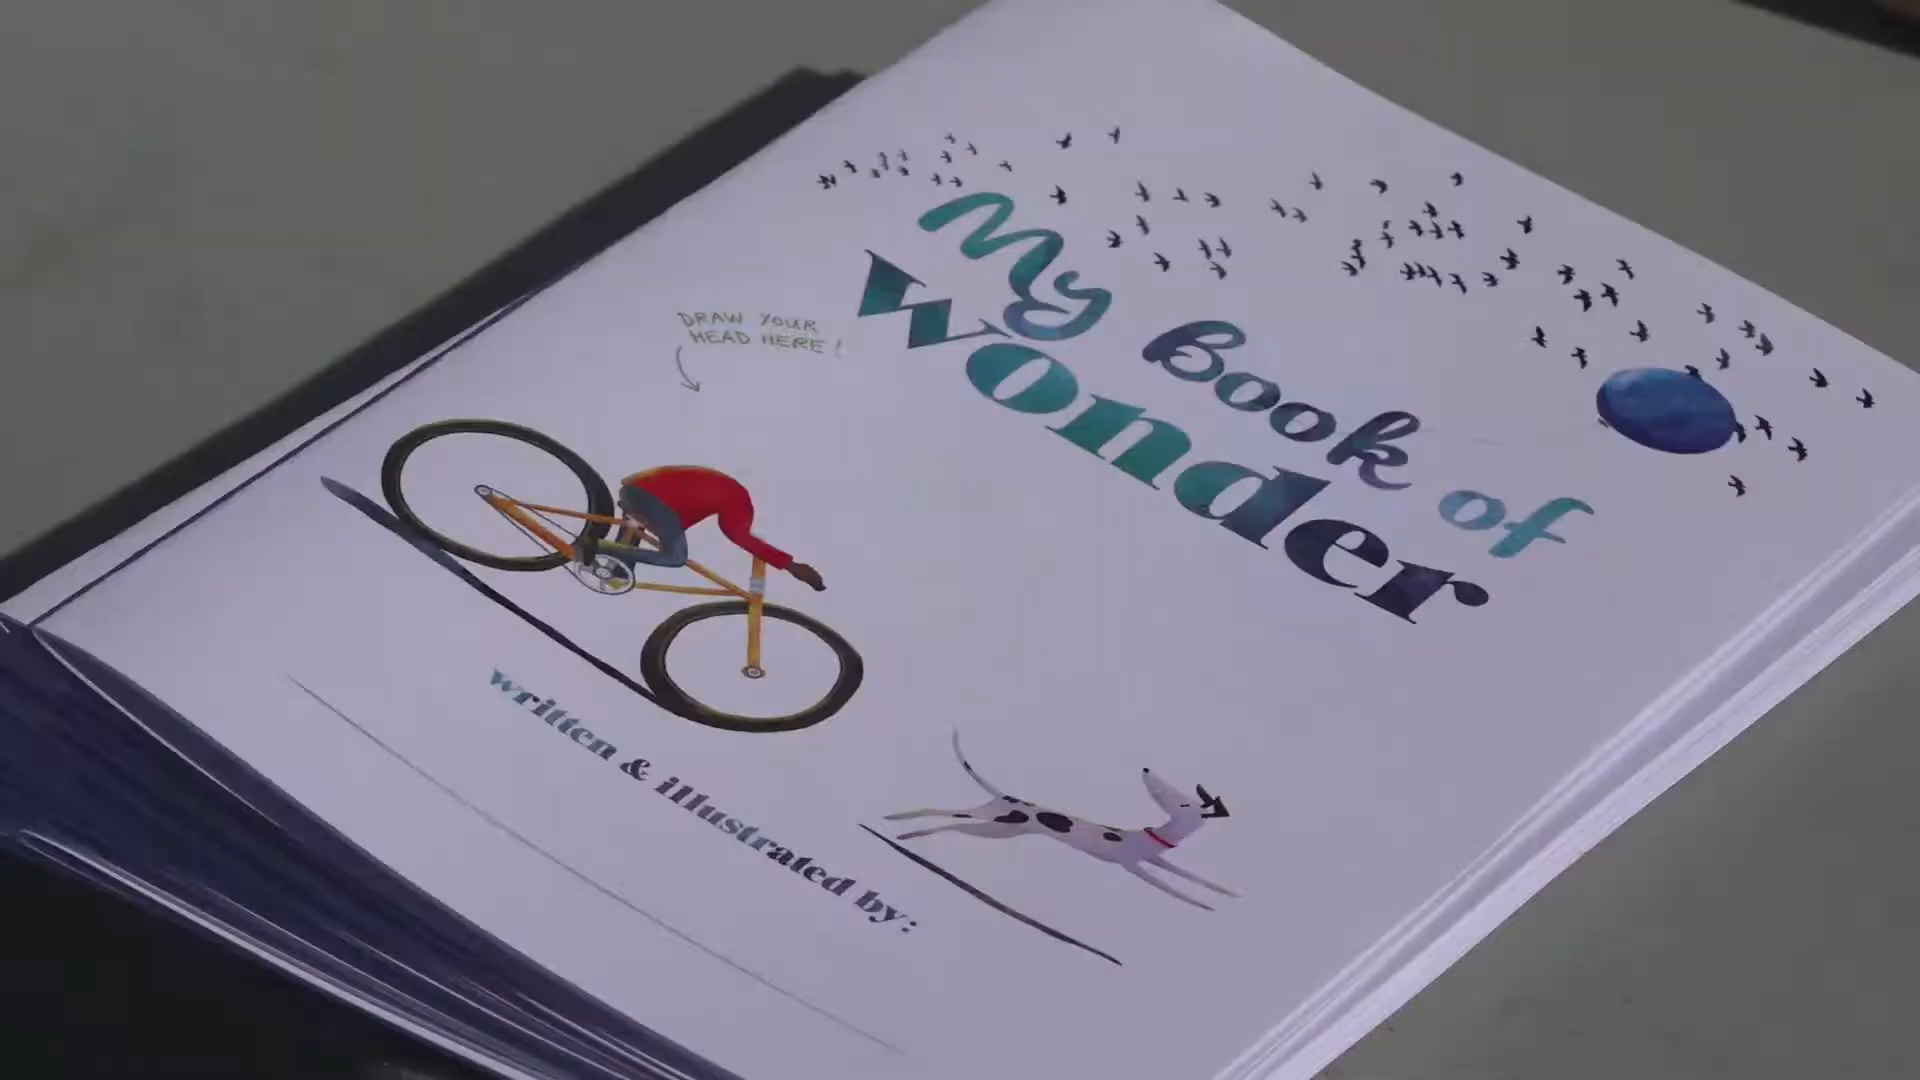 My Book of
Wonder
DRAW YOUR
HEAD HERE!
written & illustrated by: